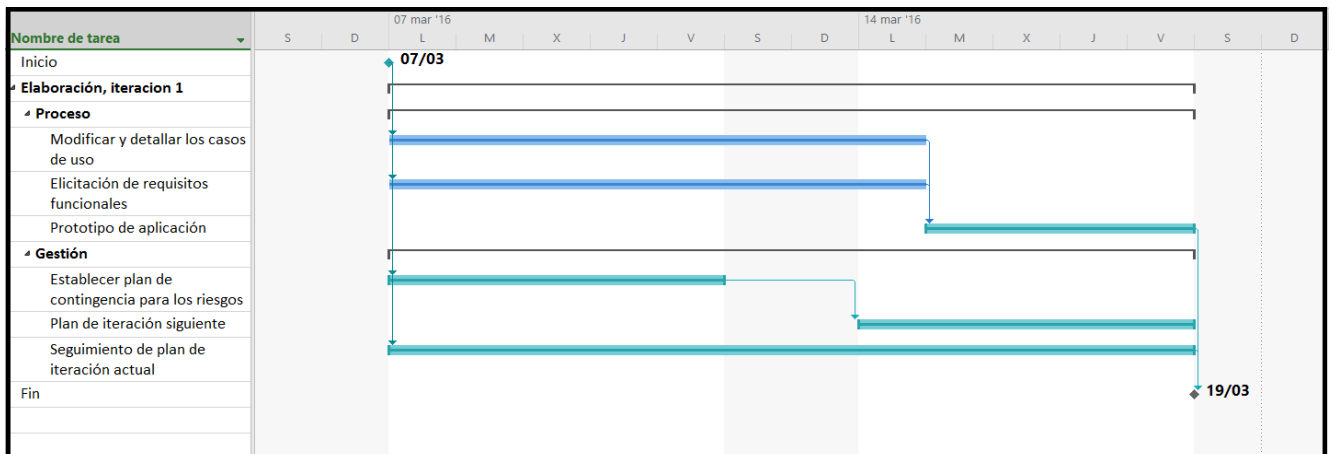 07 mar '16 14 mar '16
Nombre de tarea S D L M X J V S D L M X J V S D
Inicio 07/03
Elaboración, iteracion 1
Proceso
Modificar y detallar los casos
de uso
Elicitación de requisitos
funcionales
Prototipo de aplicación
Gestión
Establecer plan de
contingencia para los riesgos
Plan de iteración siguiente
Seguimiento de plan de
iteración actual
Fin 19/03